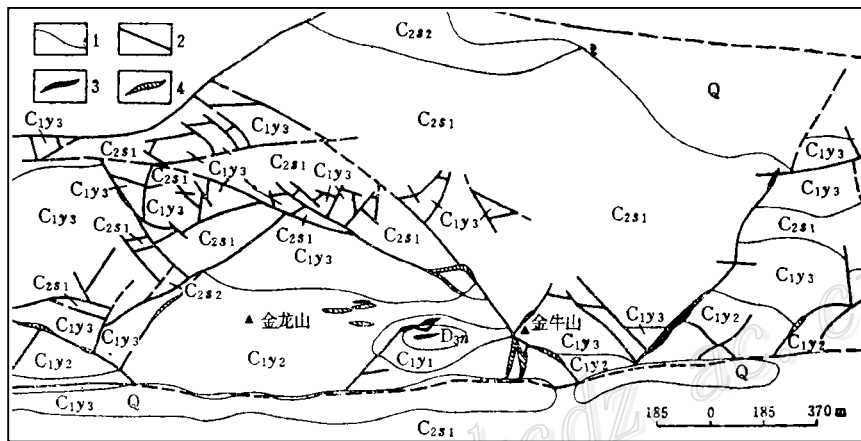 C₂s₂
1
2
Q
3
4
C₂s₁
C₁y₃
C₁y₃
C₁y₃
C₂s₁
C₁y₃
C₂s₁
C₁y₃
C₂s₁
C₁y₃
C₁y₃
C₁y₃
C₁y₃
C₁y₃
C₂s₁
C₁y₃
C₂s₁
C₂s₁
C₂s₁
C₂s₁
C₂s₁
C₁y₃
C₁y₃
C₂s₁
C₂s₂
金龙山
金牛山
C₁y₃
C₁y₂
C₁y₃
C₁y₃
D₃n
C₁y₃
C₁y₂
C₁y₂
C₁y₁
C₁y₂
C₁y₂
Q
Q
C₁y₃
185 0 185 370 m
C₂s₁